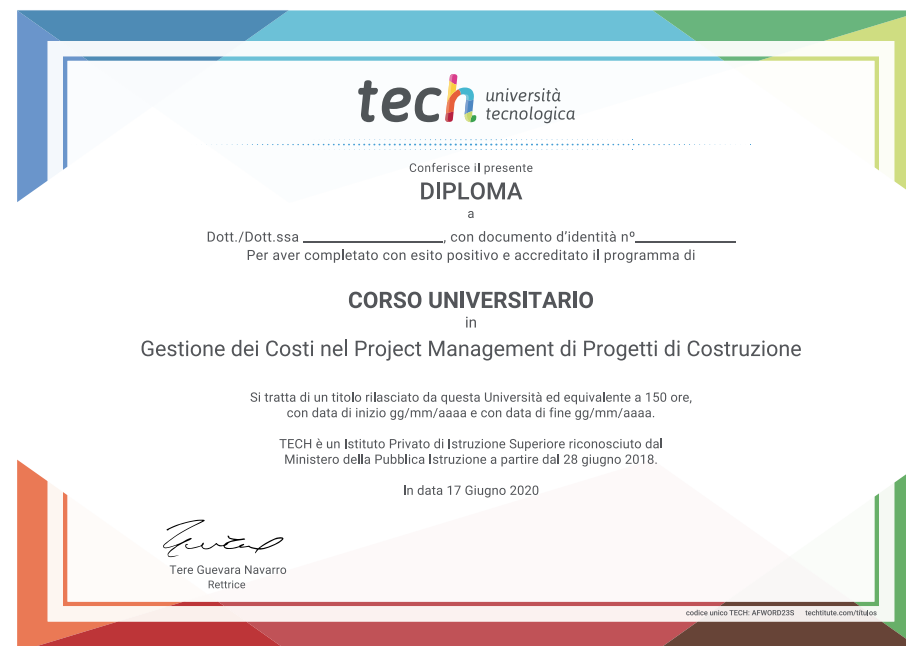 tech università
tecnologica
Conferisce il presente
DIPLOMA
a
Dott./Dott.ssa ______________, con documento d'identità nº__________
Per aver completato con esito positivo e accreditato il programma di
CORSO UNIVERSITARIO
in
Gestione dei Costi nel Project Management di Progetti di Costruzione
Si tratta di un titolo rilasciato da questa Università ed equivalente a 150 ore,
con data di inizio gg/mm/aaaa e con data di fine gg/mm/aaaa.
TECH è un Istituto Privato di Istruzione Superiore riconosciuto dal
Ministero della Pubblica Istruzione a partire dal 28 giugno 2018.
In data 17 Giugno 2020
Tere Guevara Navarro
Rettrice
codice unico TECH: AFWORD23S techtitute.com/titulos